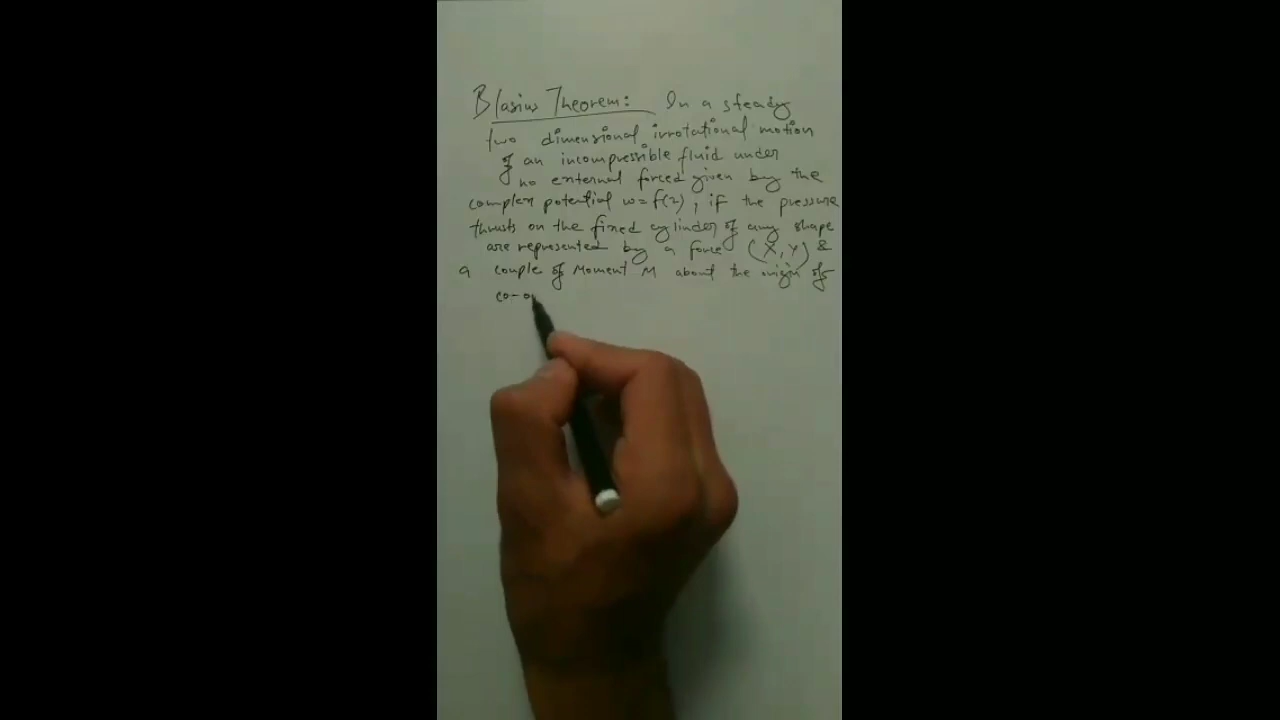 Blasius Theorem: In a steady
two dimensional irrotational motion
of an incompressible fluid under
no external forced given by the
complex potential w=f(z), if the pressure
thrusts on the fixed cylinder of any shape
are represented by a force (X, Y) &
a couple of Moment M about the origin of
co-o